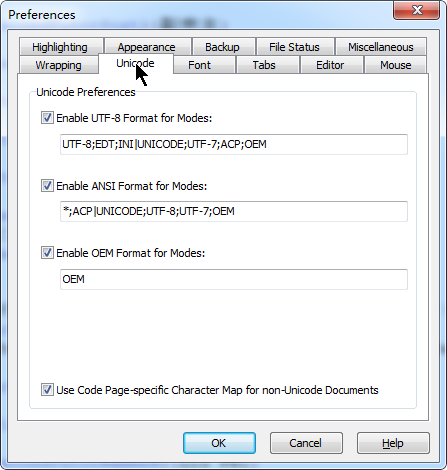 Preferences
Highlighting Appearance Backup File Status Miscellaneous
Wrapping Unicode Font Tabs Editor Mouse
Unicode Preferences
Enable UTF-8 Format for Modes:
UTF-8;EDT;INI|UNICODE;UTF-7;ACP;OEM
Enable ANSI Format for Modes:
*;ACP|UNICODE;UTF-8;UTF-7;OEM
Enable OEM Format for Modes:
OEM
Use Code Page-specific Character Map for non-Unicode Documents
OK Cancel Help